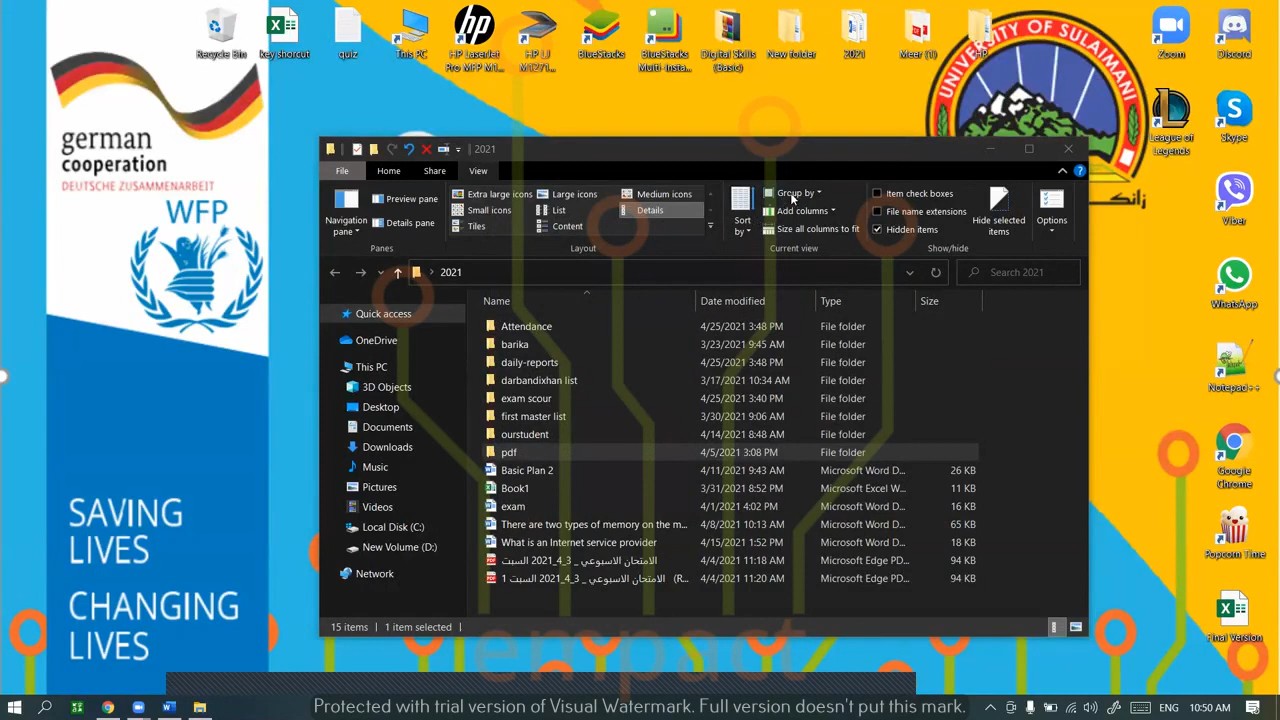 Recycle Bin
key shorcut
quiz
This PC
HP LaserJet
Pro MFP M1...
HP LJ
M1271...
BlueStacks
BlueStacks
Multi-Insta...
Digital Skills
(Basic)
New folder
2021
Meer (1)
HP
Zoom
Discord
german
cooperation
DEUTSCHE ZUSAMMENARBEIT
WFP
SAVING
LIVES
CHANGING
LIVES
UNIVERSITY OF SULAIMANI
زانك
League of
Legends
Skype
Viber
WhatsApp
Notepad++
Google
Chrome
Popcorn Time
Final Version
2021
File
Home
Share
View
Navigation
pane
Preview pane
Details pane
Panes
Extra large icons
Large icons
Medium icons
Small icons
List
Details
Tiles
Content
Layout
Sort
by
Group by
Add columns
Size all columns to fit
Current view
Item check boxes
File name extensions
Hidden items
Hide selected
items
Show/hide
Options
2021
Search 2021
Quick access
OneDrive
This PC
3D Objects
Desktop
Documents
Downloads
Music
Pictures
Videos
Local Disk (C:)
New Volume (D:)
Network
Name Date modified Type Size
Attendance 4/25/2021 3:48 PM File folder
barika 3/23/2021 9:45 AM File folder
daily-reports 4/25/2021 3:48 PM File folder
darbandixhan list 3/17/2021 10:34 AM File folder
exam scour 4/25/2021 3:40 PM File folder
first master list 3/30/2021 9:06 AM File folder
ourstudent 4/14/2021 8:48 AM File folder
pdf 4/5/2021 3:08 PM File folder
Basic Plan 2 4/11/2021 9:43 AM Microsoft Word D... 26 KB
Book1 3/31/2021 8:52 PM Microsoft Excel W... 11 KB
exam 4/1/2021 4:02 PM Microsoft Word D... 16 KB
There are two types of memory on the m... 4/8/2021 10:13 AM Microsoft Word D... 65 KB
What is an Internet service provider 4/15/2021 1:52 PM Microsoft Word D... 18 KB
الامتحان الاسبوعي _ 3_4_2021 السبت 4/4/2021 11:18 AM Microsoft Edge PD... 94 KB
الامتحان الاسبوعي _ 3_4_2021 السبت 1 (R... 4/4/2021 11:20 AM Microsoft Edge PD... 94 KB
15 items
1 item selected
empact
Protected with trial version of Visual Watermark. Full version doesn't put this mark.
10:50 AM